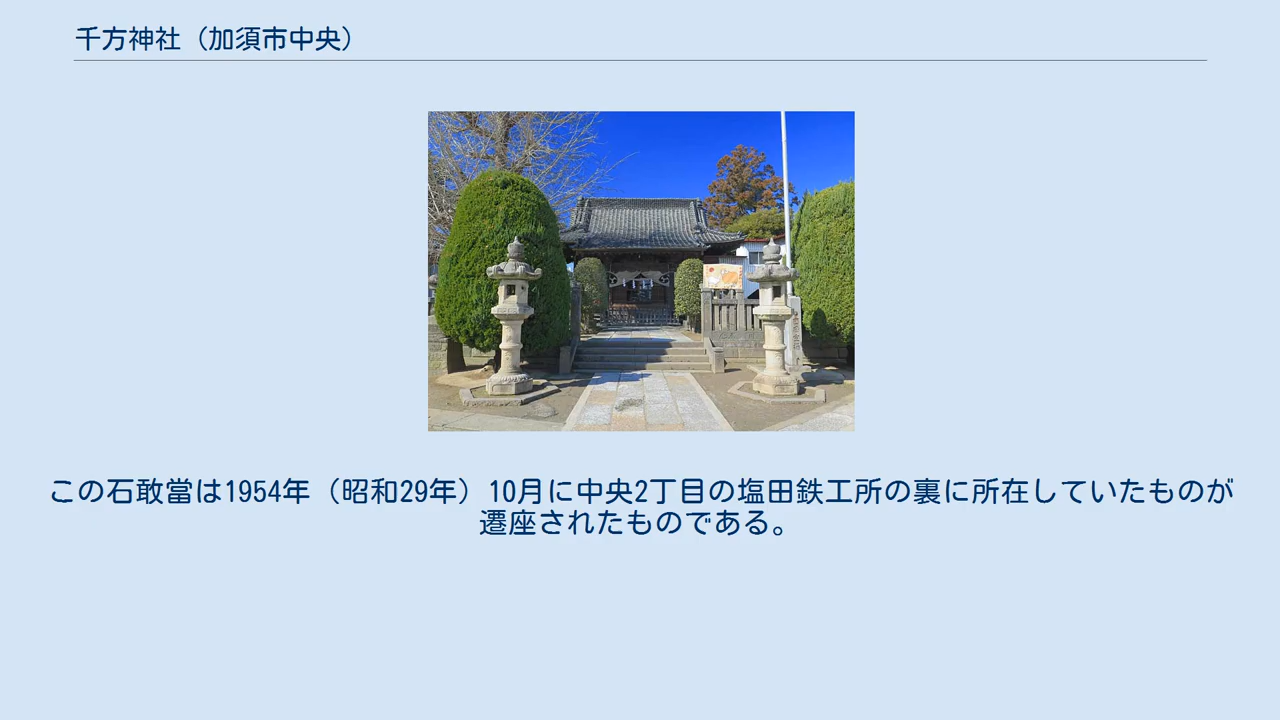 千方神社（加須市中央）
この石敢當は1954年（昭和29年）10月に中央2丁目の塩田鉄工所の裏に所在していたものが
遷座されたものである。